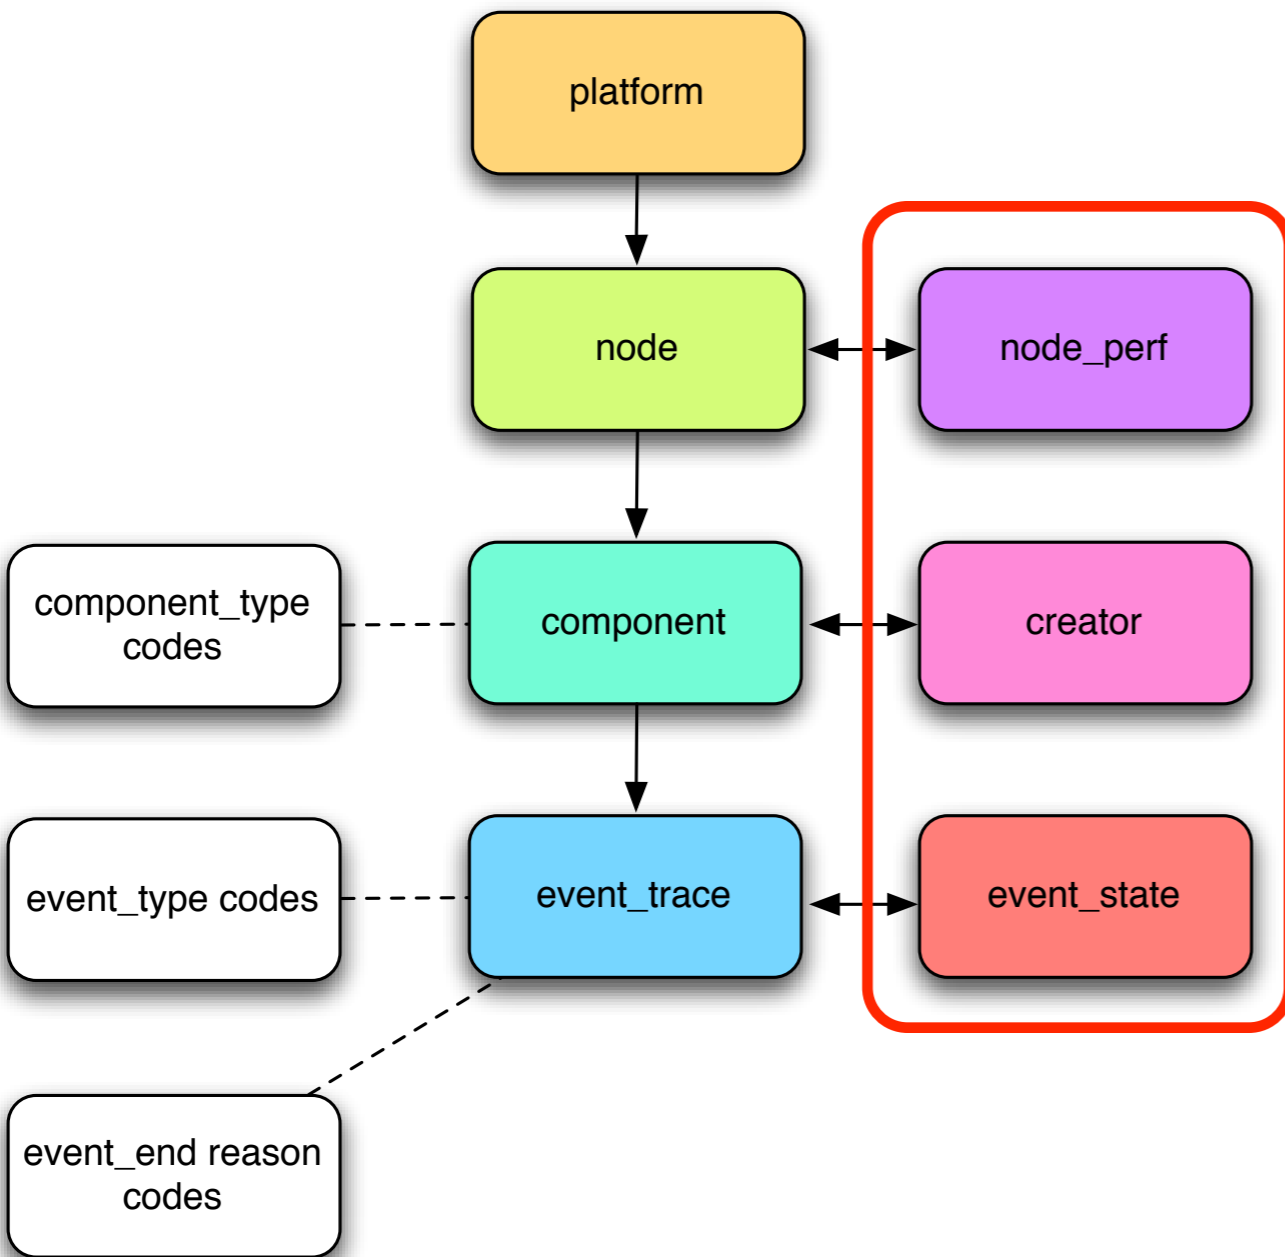 platform
node
node_perf
component_type
codes
component
creator
event_type codes
event_trace
event_state
event_end reason
codes